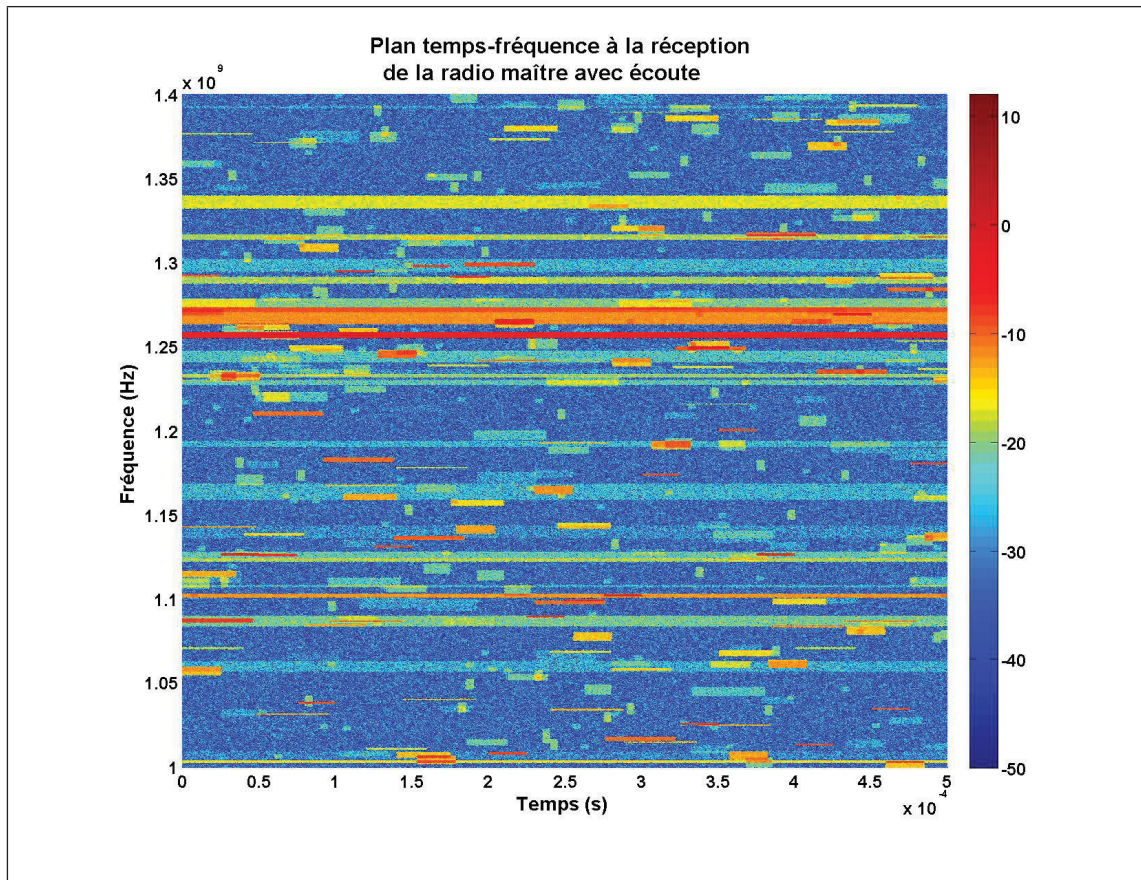 Plan temps-fréquence à la réception
de la radio maître avec écoute
x 10^9
1.4
1.35
1.3
1.25
1.2
1.15
1.1
1.05
1
Fréquence (Hz)
0 0.5 1 1.5 2 2.5 3 3.5 4 4.5 5
Temps (s)
x 10^-4
10
0
-10
-20
-30
-40
-50